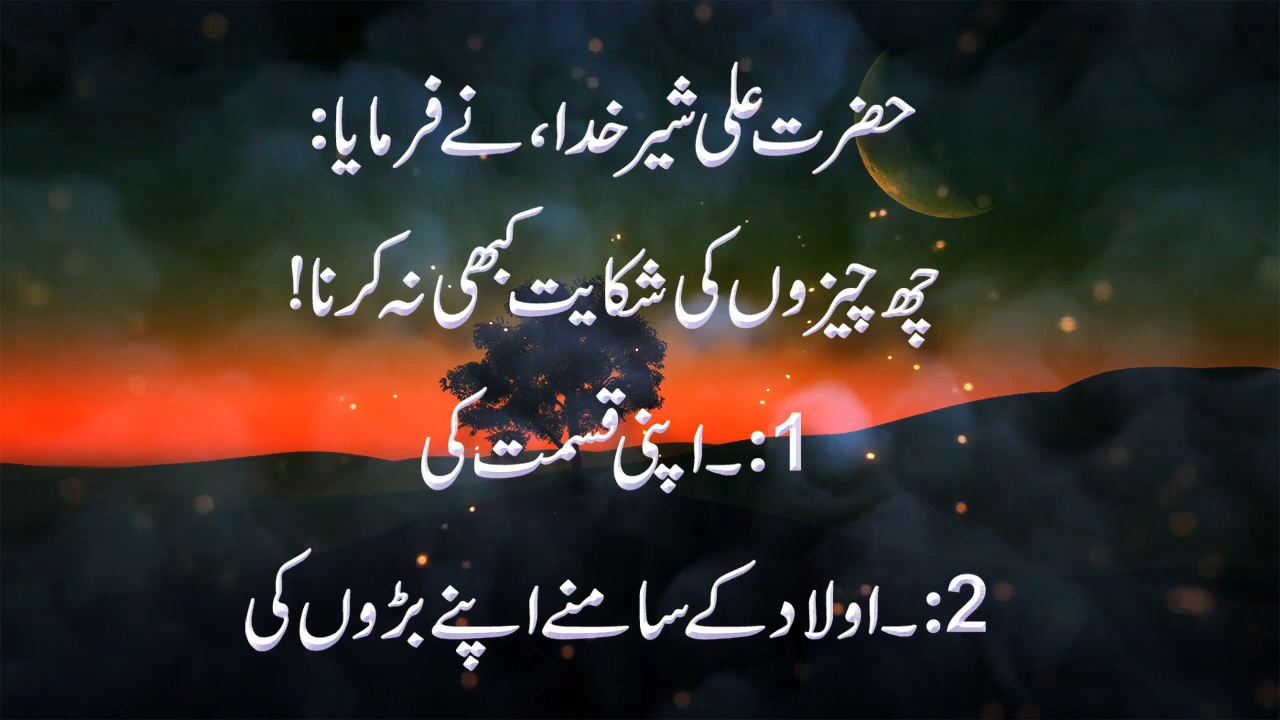 حضرت علی شیر خدا، نے فرمایا:
چھ چیزوں کی شکایت کبھی نہ کرنا!
1:۔اپنی قسمت کی
2:۔اولاد کے سامنے اپنے بڑوں کی